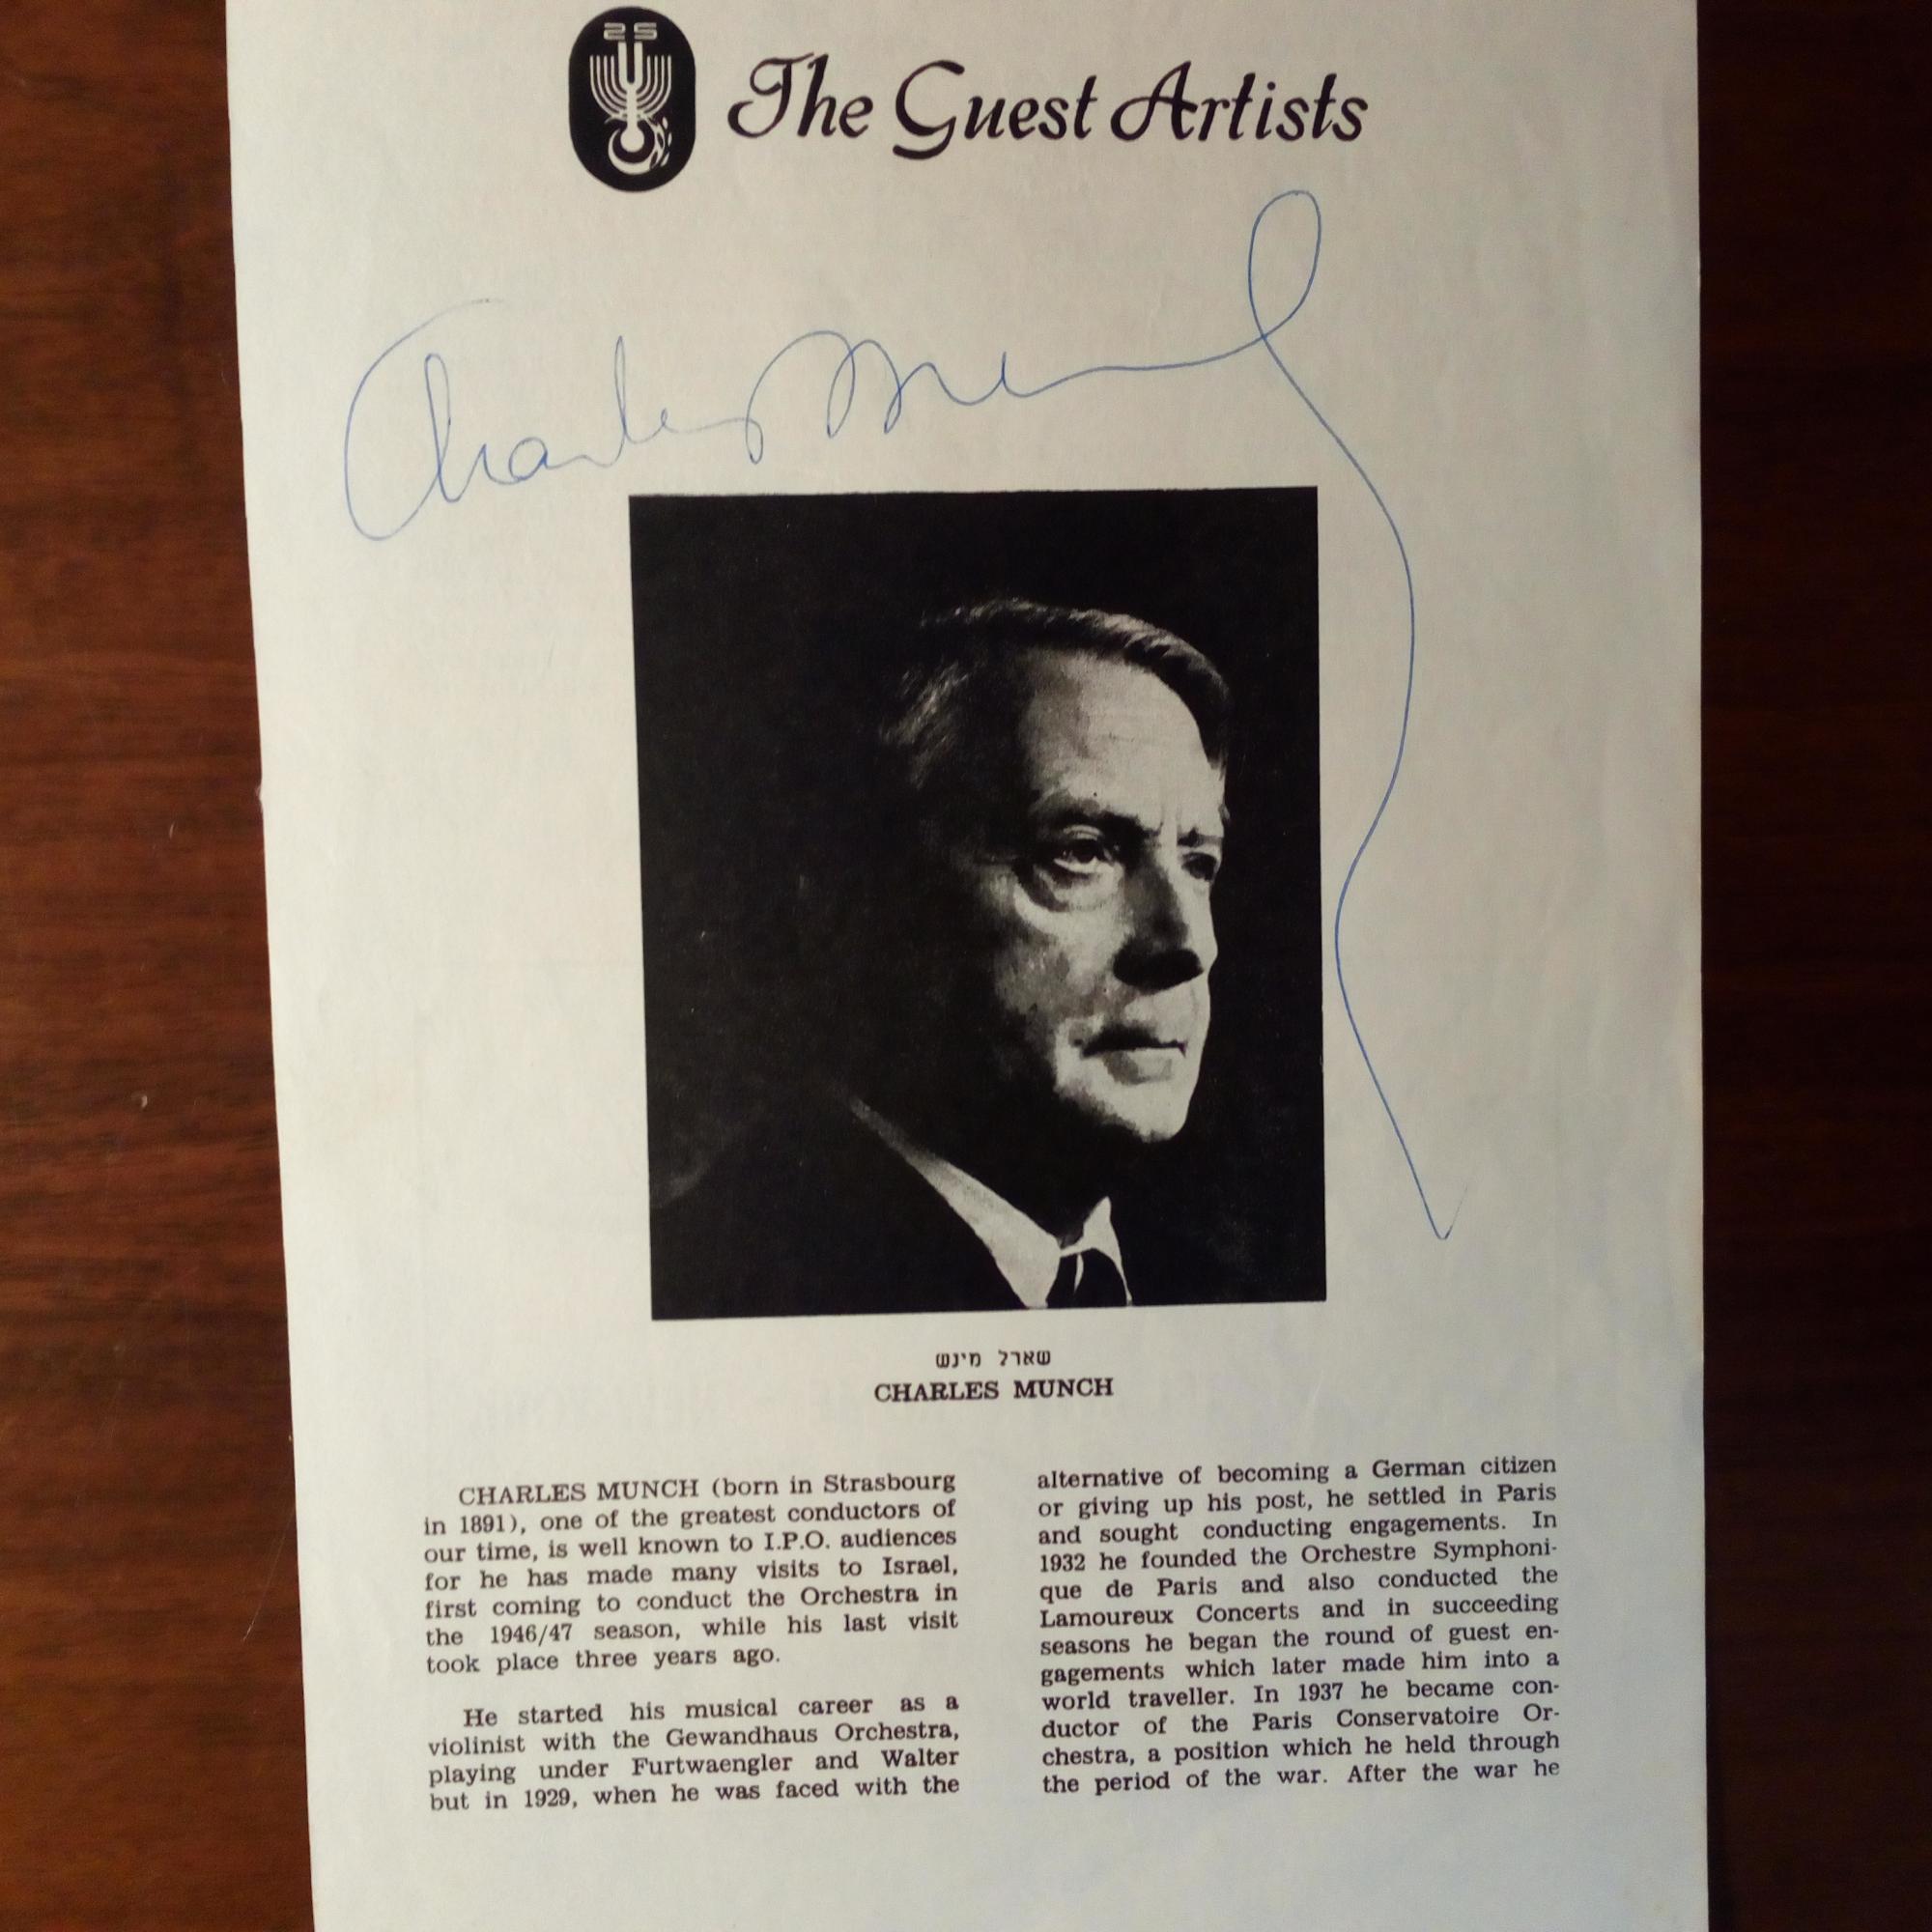 25
The Guest Artists
Charles Munch
שארל מינש
CHARLES MUNCH
CHARLES MUNCH (born in Strasbourg
in 1891), one of the greatest conductors of
our time, is well known to I.P.O. audiences
for he has made many visits to Israel,
first coming to conduct the Orchestra in
the 1946/47 season, while his last visit
took place three years ago.
He started his musical career as a
violinist with the Gewandhaus Orchestra,
playing under Furtwaengler and Walter
but in 1929, when he was faced with the
alternative of becoming a German citizen
or giving up his post, he settled in Paris
and sought conducting engagements. In
1932 he founded the Orchestre Symphoni-
que de Paris and also conducted the
Lamoureux Concerts and in succeeding
seasons he began the round of guest en-
gagements which later made him into a
world traveller. In 1937 he became con-
ductor of the Paris Conservatoire Or-
chestra, a position which he held through
the period of the war. After the war he